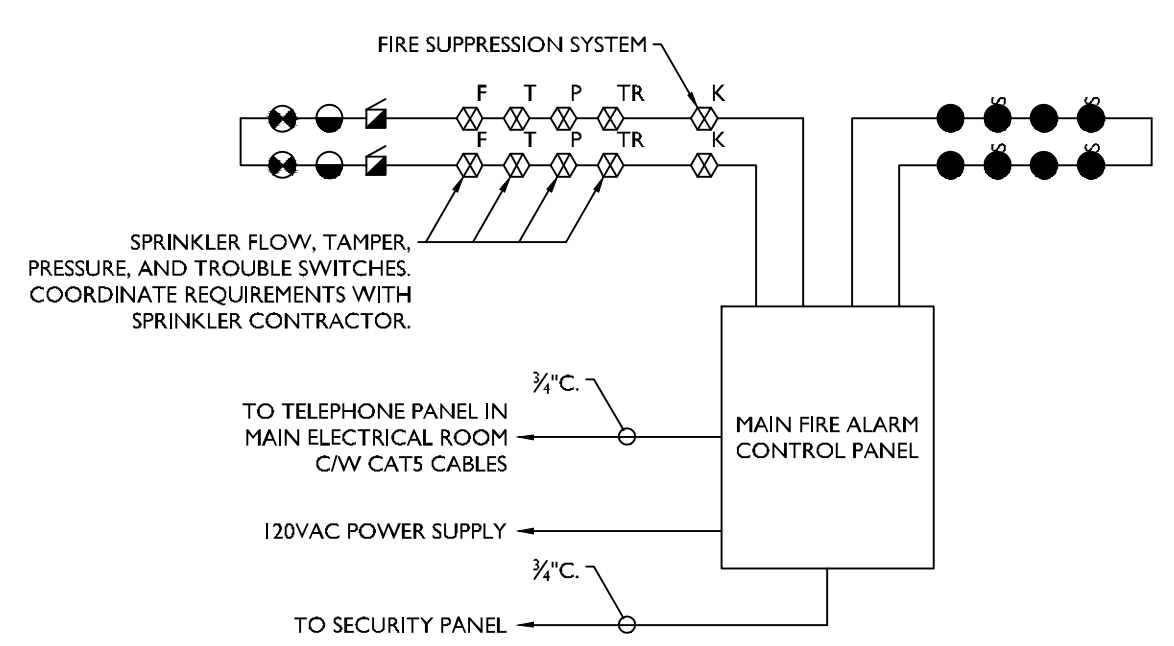 FIRE SUPPRESSION SYSTEM
F T P TR K
S S
F T P TR K
S S
SPRINKLER FLOW, TAMPER,
PRESSURE, AND TROUBLE SWITCHES.
COORDINATE REQUIREMENTS WITH
SPRINKLER CONTRACTOR.
¾"C.
TO TELEPHONE PANEL IN
MAIN ELECTRICAL ROOM
C/W CAT5 CABLES
MAIN FIRE ALARM
CONTROL PANEL
120VAC POWER SUPPLY
¾"C.
TO SECURITY PANEL